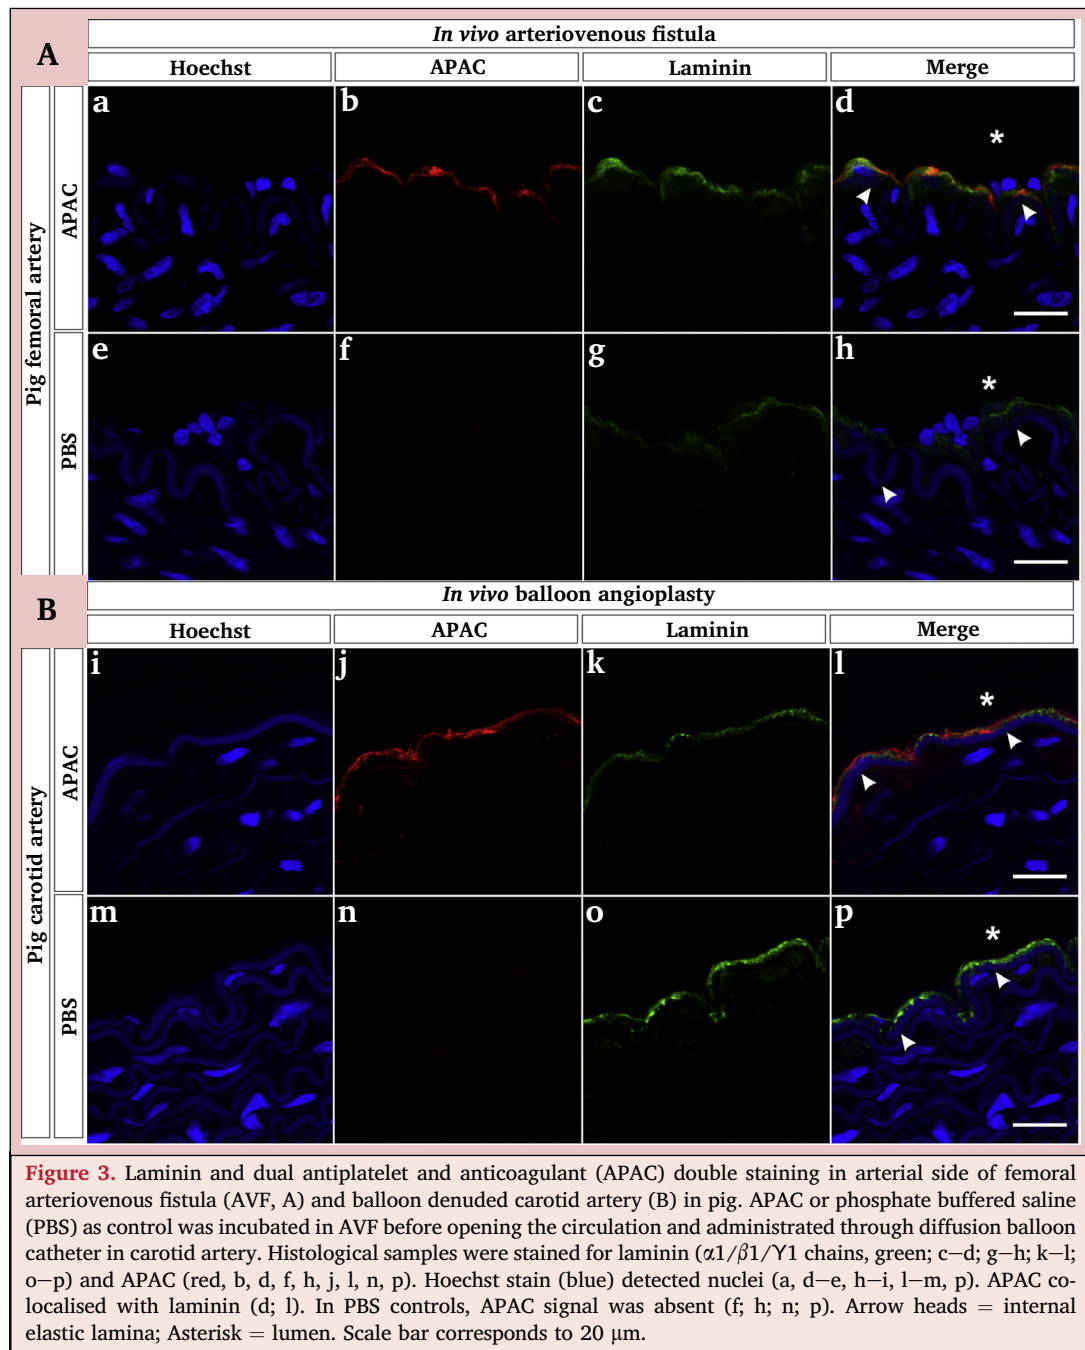 A
In vivo arteriovenous fistula
Hoechst
APAC
Laminin
Merge
Pig femoral artery
APAC
a
b
c
d
*
PBS
e
f
g
h
*
B
In vivo balloon angioplasty
Hoechst
APAC
Laminin
Merge
Pig carotid artery
APAC
i
j
k
l
*
PBS
m
n
o
p
*
Figure 3. Laminin and dual antiplatelet and anticoagulant (APAC) double staining in arterial side of femoral
arteriovenous fistula (AVF, A) and balloon denuded carotid artery (B) in pig. APAC or phosphate buffered saline
(PBS) as control was incubated in AVF before opening the circulation and administrated through diffusion balloon
catheter in carotid artery. Histological samples were stained for laminin (α1/β1/ϒ1 chains, green; c–d; g–h; k–l;
o–p) and APAC (red, b, d, f, h, j, l, n, p). Hoechst stain (blue) detected nuclei (a, d–e, h–i, l–m, p). APAC co-
localised with laminin (d; l). In PBS controls, APAC signal was absent (f; h; n; p). Arrow heads = internal
elastic lamina; Asterisk = lumen. Scale bar corresponds to 20 μm.